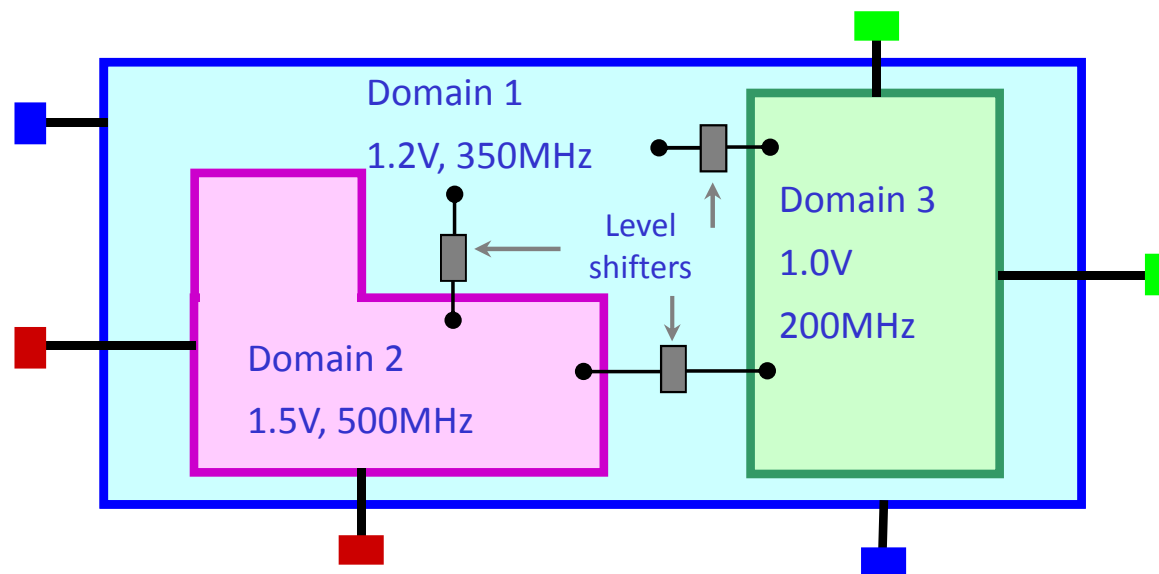 Domain 1
1.2V, 350MHz
Level
shifters
Domain 3
1.0V
200MHz
Domain 2
1.5V, 500MHz